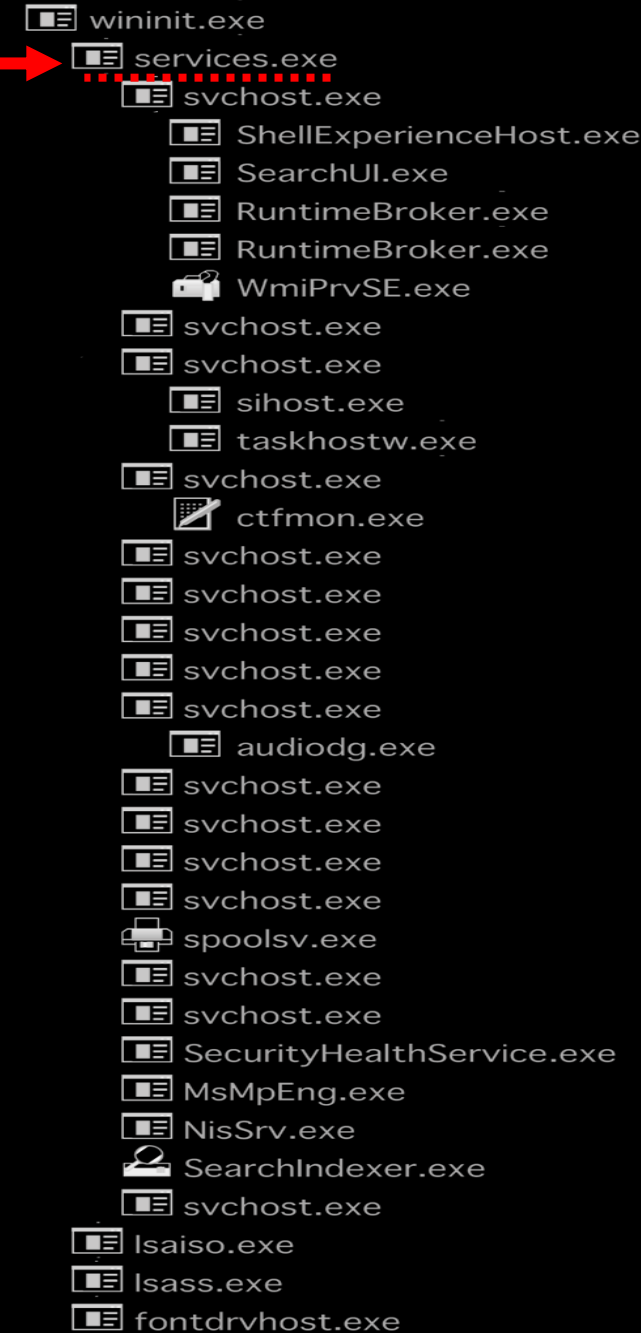 wininit.exe
services.exe
svchost.exe
ShellExperienceHost.exe
SearchUI.exe
RuntimeBroker.exe
RuntimeBroker.exe
WmiPrvSE.exe
svchost.exe
svchost.exe
sihost.exe
taskhostw.exe
svchost.exe
ctfmon.exe
svchost.exe
svchost.exe
svchost.exe
svchost.exe
svchost.exe
audiodg.exe
svchost.exe
svchost.exe
svchost.exe
svchost.exe
spoolsv.exe
svchost.exe
svchost.exe
SecurityHealthService.exe
MsMpEng.exe
NisSrv.exe
SearchIndexer.exe
svchost.exe
lsaiso.exe
lsass.exe
fontdrvhost.exe